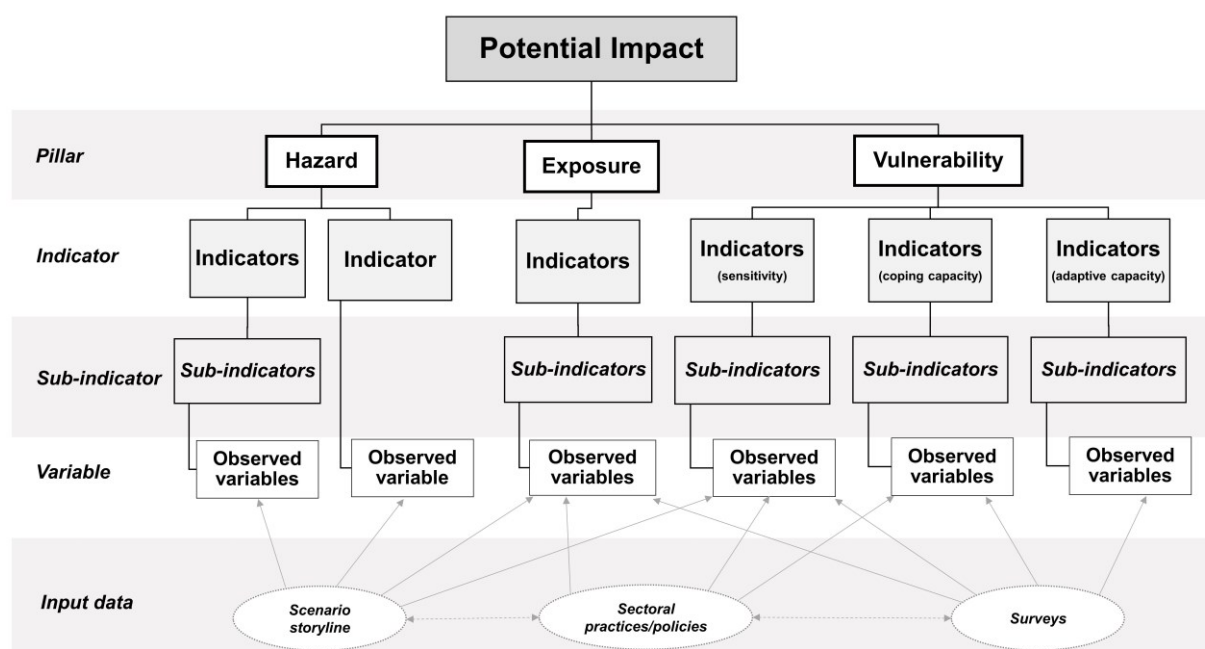 Potential Impact
Pillar
Hazard
Exposure
Vulnerability
Indicator
Indicators
Indicator
Indicators
Indicators
(sensitivity)
Indicators
(coping capacity)
Indicators
(adaptive capacity)
Sub-indicator
Sub-indicators
Sub-indicators
Sub-indicators
Sub-indicators
Sub-indicators
Variable
Observed
variables
Observed
variable
Observed
variables
Observed
variables
Observed
variables
Observed
variables
Input data
Scenario
storyline
Sectoral
practices/policies
Surveys